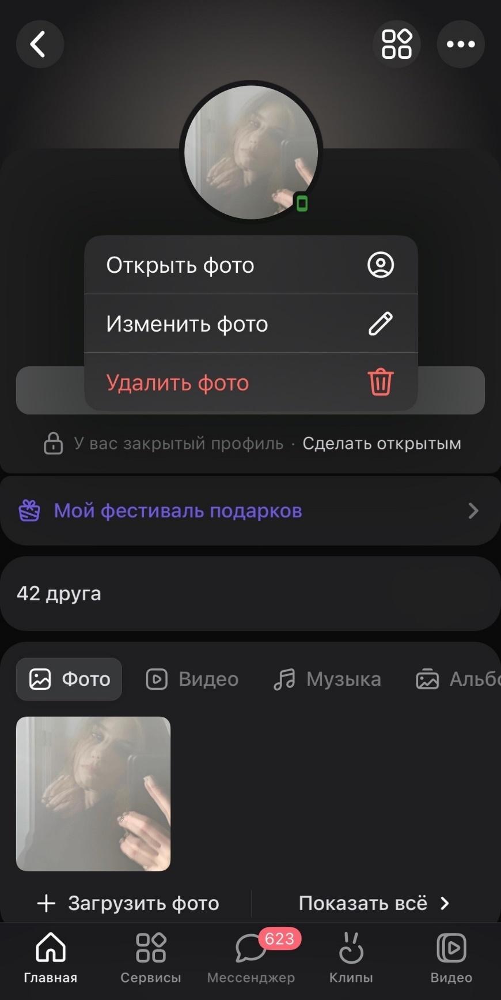 Открыть фото
Изменить фото
Удалить фото
У вас закрытый профиль · Сделать открытым
Мой фестиваль подарков
42 друга
Фото Видео Музыка Альбо
Загрузить фото Показать всё
623
Главная Сервисы Мессенджер Клипы Видео